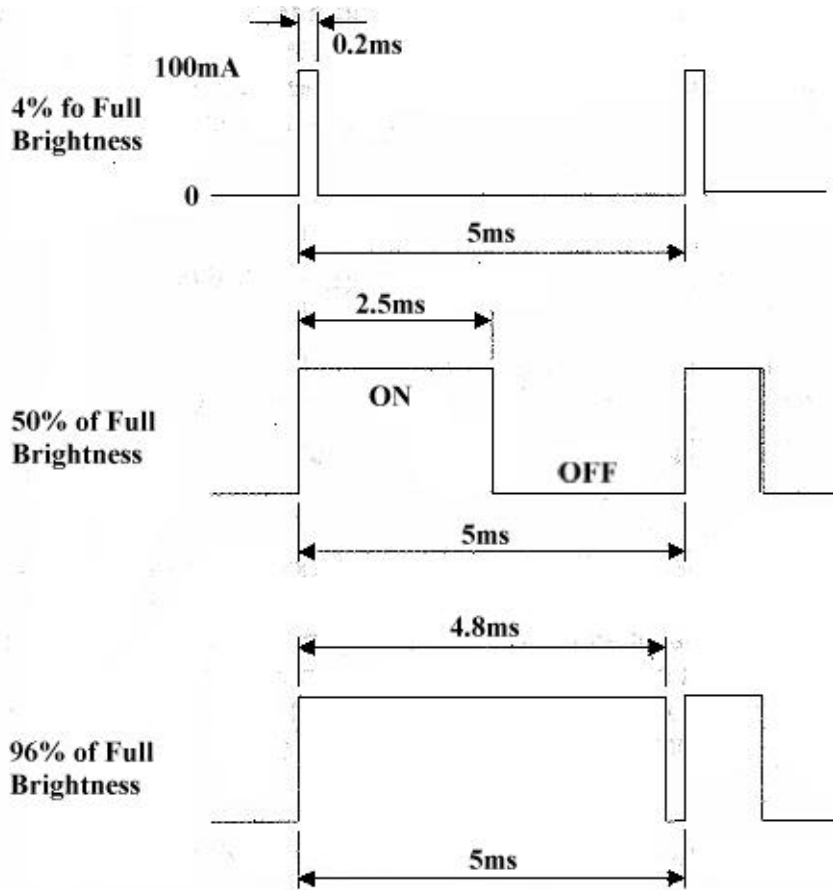 0.2ms
100mA
4% fo Full
Brightness
0
5ms
2.5ms
ON
50% of Full
Brightness
OFF
5ms
4.8ms
96% of Full
Brightness
5ms